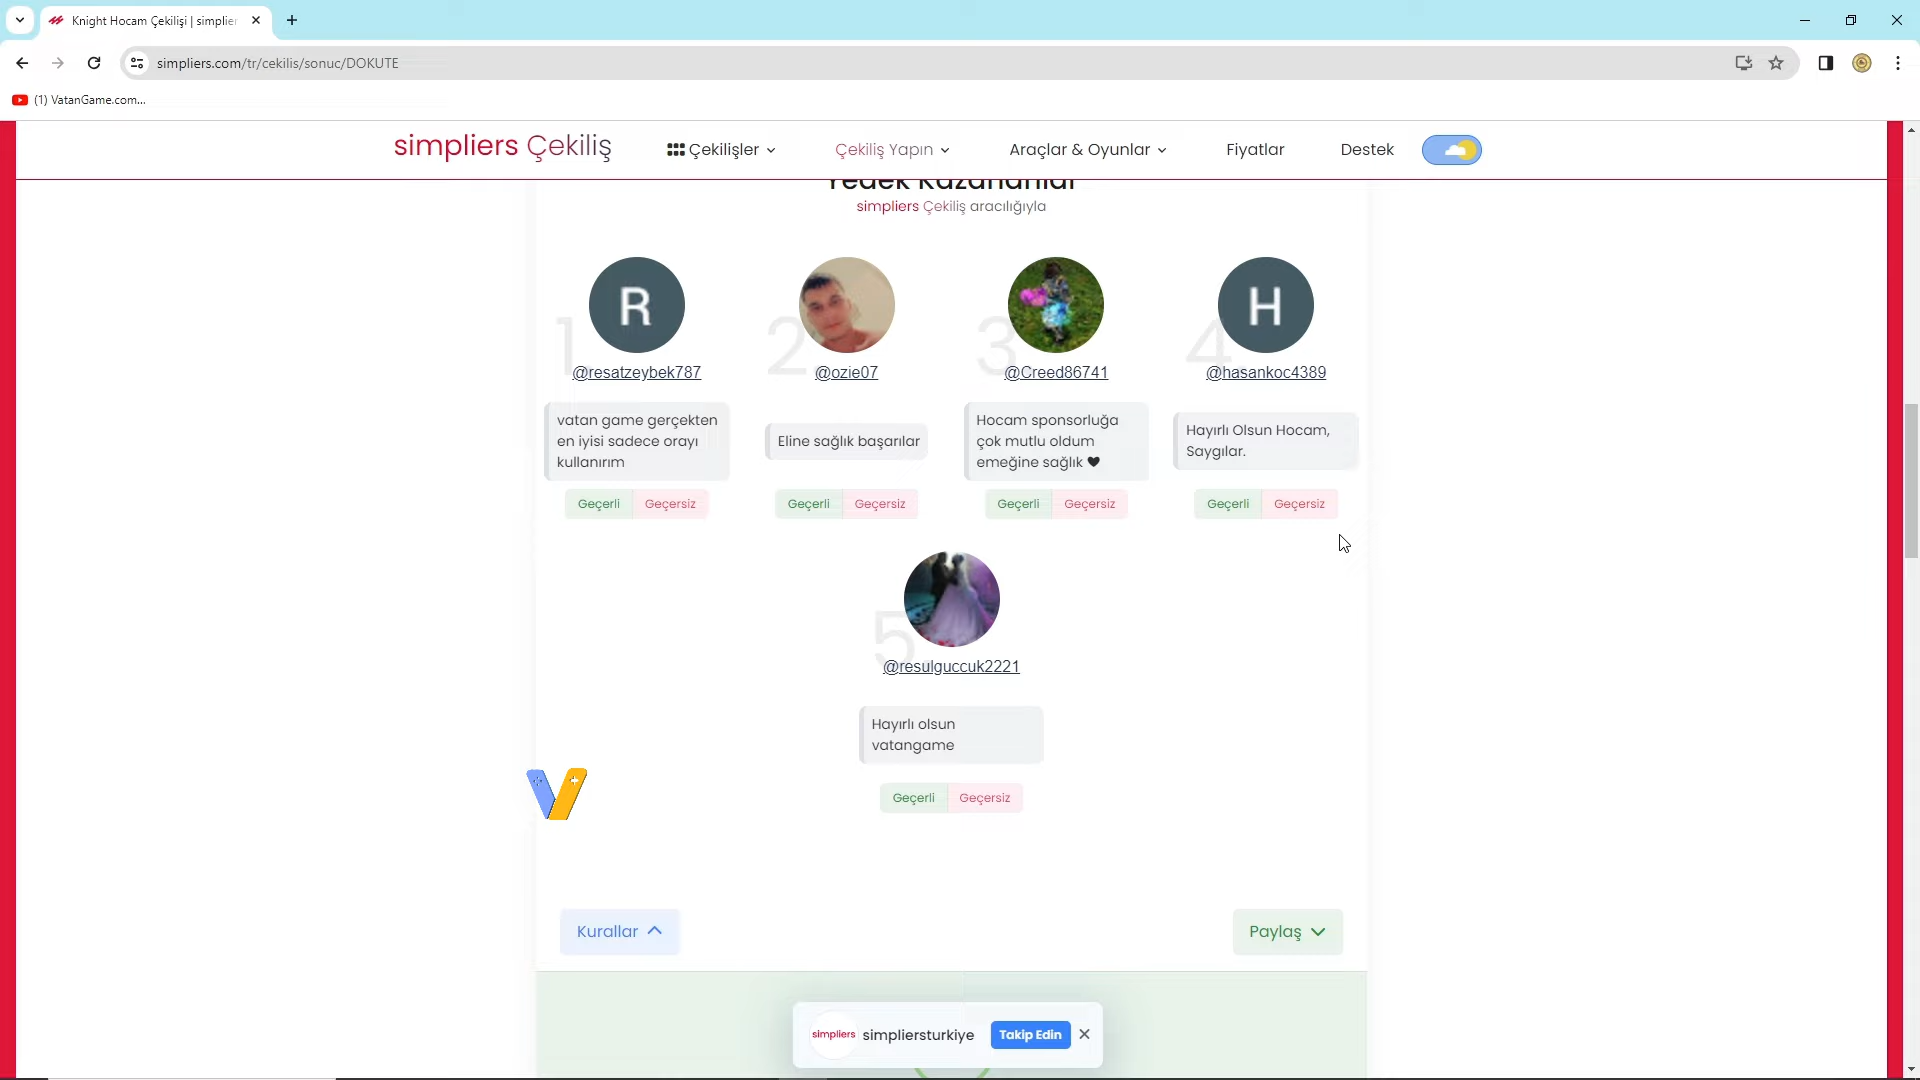 Knight Hocam Çekilişi | simplier
simpliers.com/tr/cekilis/sonuc/DOKUTE
(1) VatanGame.com...
simpliers Çekiliş
Çekilişler
Çekiliş Yapın
Araçlar & Oyunlar
Fiyatlar
Destek
Yedek Kazananlar
simpliers Çekiliş aracılığıyla
R
1
@resatzeybek787
vatan game gerçekten
en iyisi sadece orayı
kullanırım
Geçerli Geçersiz
2
@ozie07
Eline sağlık başarılar
Geçerli Geçersiz
3
@Creed86741
Hocam sponsorluğa
çok mutlu oldum
emeğine sağlık ♥
Geçerli Geçersiz
H
4
@hasankoc4389
Hayırlı Olsun Hocam,
Saygılar.
Geçerli Geçersiz
5
@resulguccuk2221
Hayırlı olsun
vatangame
Geçerli Geçersiz
Kurallar
Paylaş
simpliers
simpliersturkiye
Takip Edin